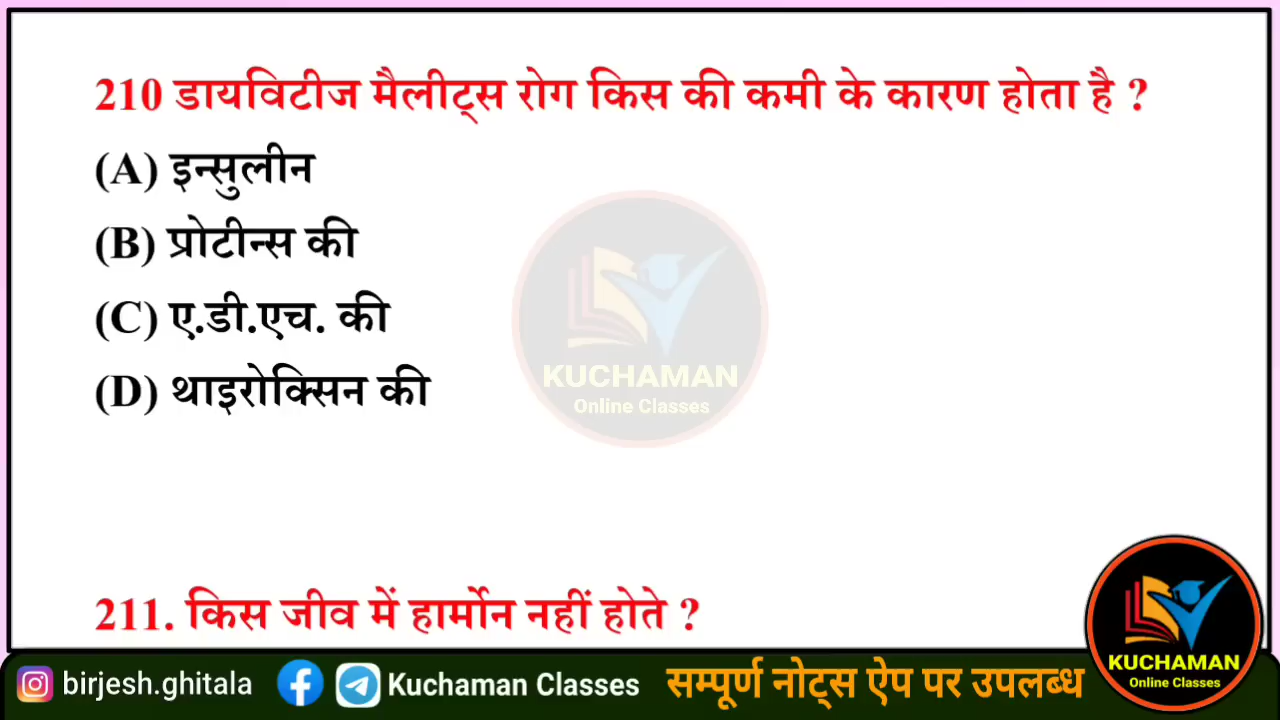 210 डायविटीज मैलीट्स रोग किस की कमी के कारण होता है ?
(A) इन्सुलीन
(B) प्रोटीन्स की
(C) ए.डी.एच. की
(D) थाइरोक्सिन की
KUCHAMAN
Online Classes
211. किस जीव में हार्मोन नहीं होते ?
KUCHAMAN
Online Classes
birjesh.ghitala
Kuchaman Classes
सम्पूर्ण नोट्स ऐप पर उपलब्ध